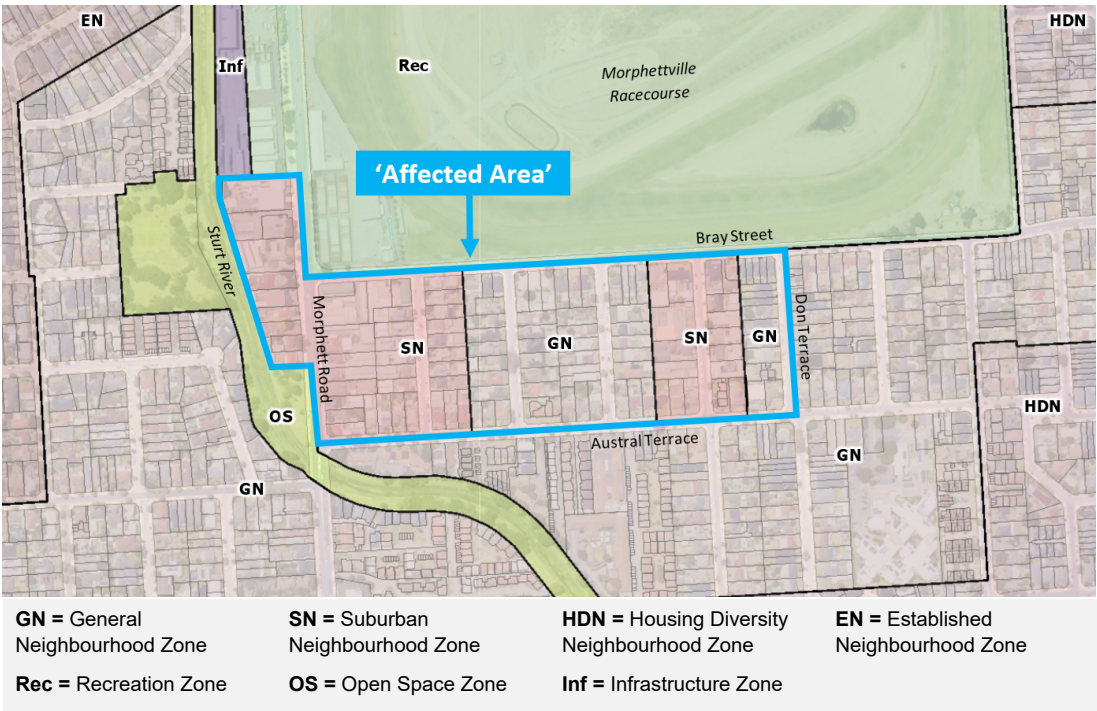 EN
HDN
Inf
Rec
Morphettville
Racecourse
‘Affected Area’
Bray Street
Sturt River
Morphett Road
Don Terrace
SN
GN
SN
GN
OS
HDN
Austral Terrace
GN
GN
GN = General
Neighbourhood Zone
SN = Suburban
Neighbourhood Zone
HDN = Housing Diversity
Neighbourhood Zone
EN = Established
Neighbourhood Zone
Rec = Recreation Zone
OS = Open Space Zone
Inf = Infrastructure Zone